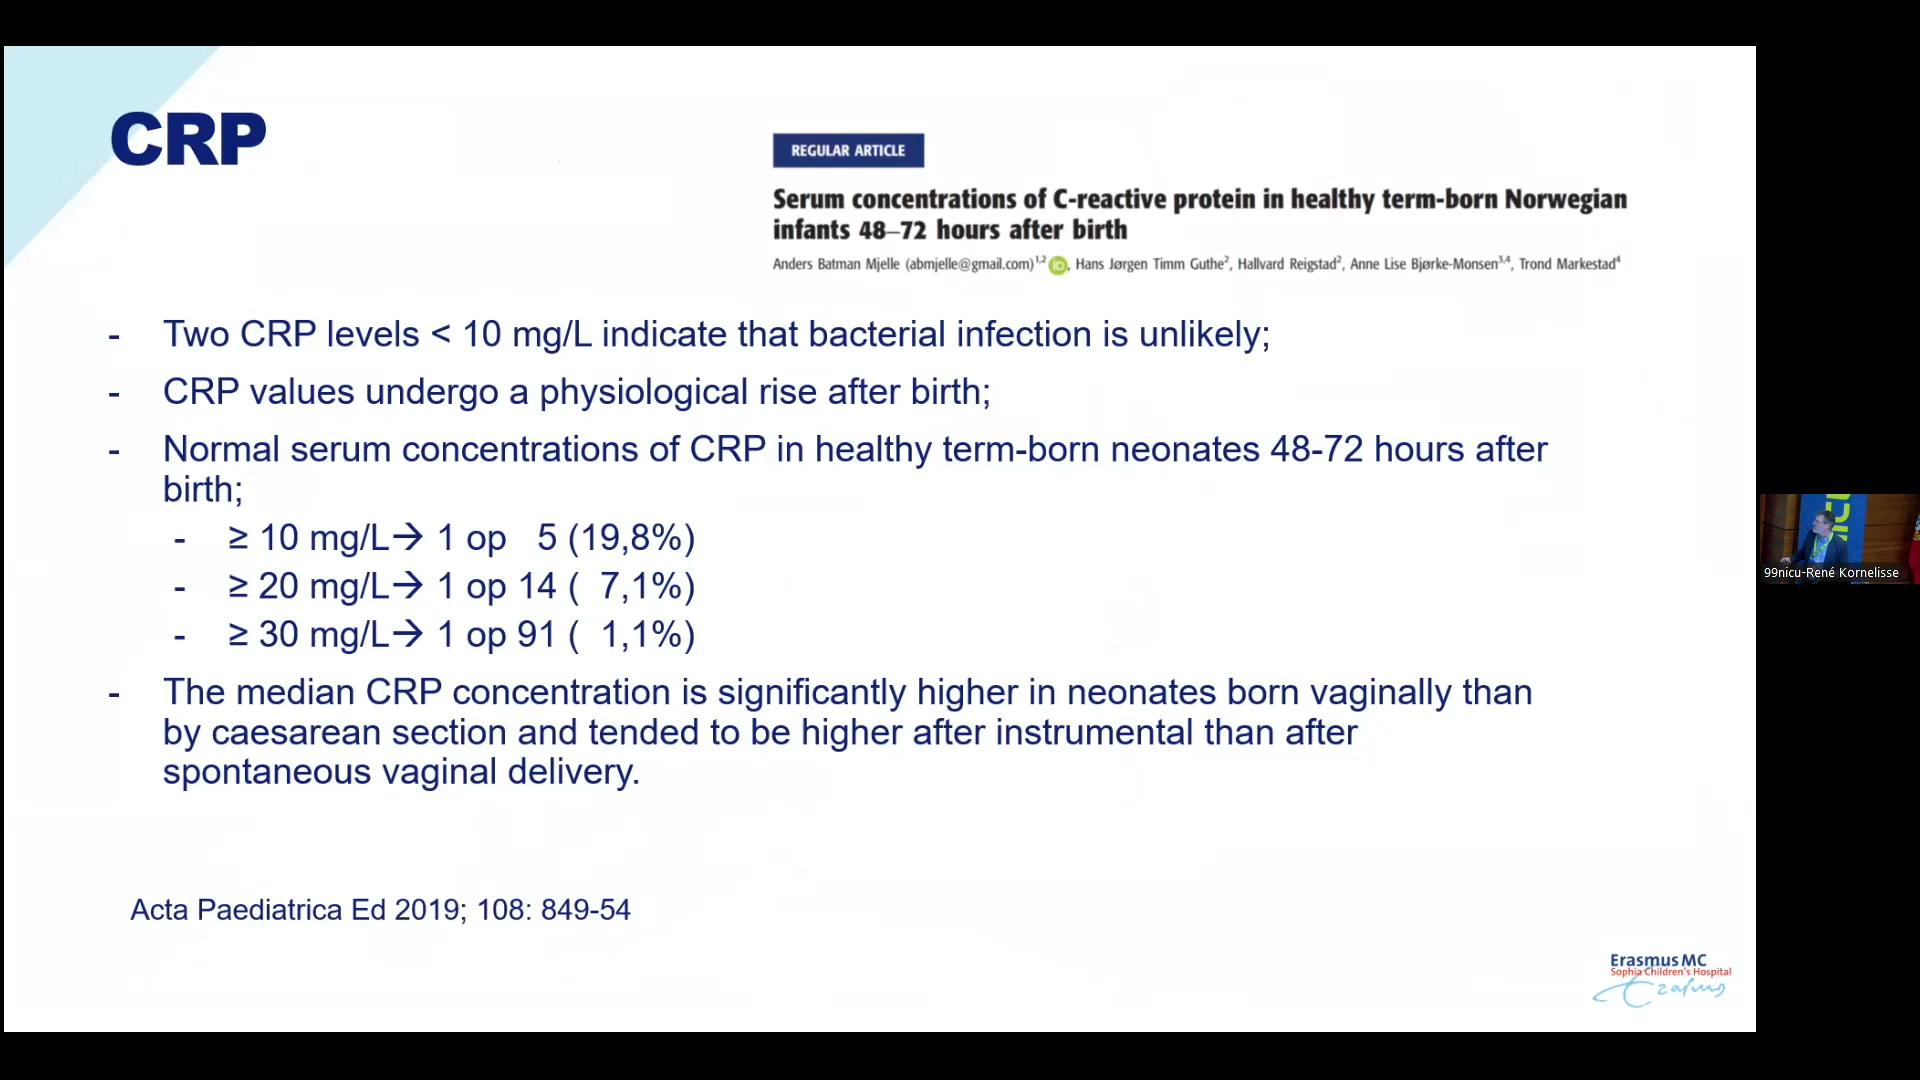 CRP
REGULAR ARTICLE
Serum concentrations of C-reactive protein in healthy term-born Norwegian
infants 48–72 hours after birth
Anders Batman Mjelle (abmjelle@gmail.com)1,2 iD, Hans Jørgen Timm Guthe2, Hallvard Reigstad2, Anne Lise Bjørke-Monsen3,4, Trond Markestad4
- Two CRP levels < 10 mg/L indicate that bacterial infection is unlikely;
- CRP values undergo a physiological rise after birth;
- Normal serum concentrations of CRP in healthy term-born neonates 48-72 hours after
birth;
- ≥ 10 mg/L→ 1 op 5 (19,8%)
- ≥ 20 mg/L→ 1 op 14 ( 7,1%)
- ≥ 30 mg/L→ 1 op 91 ( 1,1%)
- The median CRP concentration is significantly higher in neonates born vaginally than
by caesarean section and tended to be higher after instrumental than after
spontaneous vaginal delivery.
Acta Paediatrica Ed 2019; 108: 849-54
Erasmus MC
Sophia Children's Hospital
Erasmus
99nicu-René Kornelisse